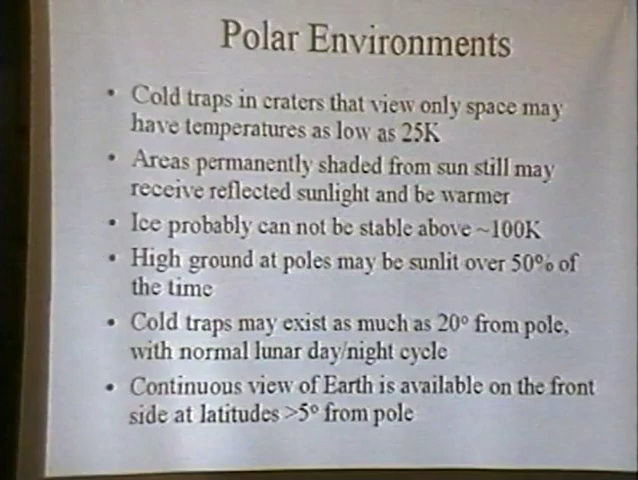 Polar Environments
• Cold traps in craters that view only space may
have temperatures as low as 25K
• Areas permanently shaded from sun still may
receive reflected sunlight and be warmer
• Ice probably can not be stable above ~100K
• High ground at poles may be sunlit over 50% of
the time
• Cold traps may exist as much as 20° from pole,
with normal lunar day/night cycle
• Continuous view of Earth is available on the front
side at latitudes >5° from pole